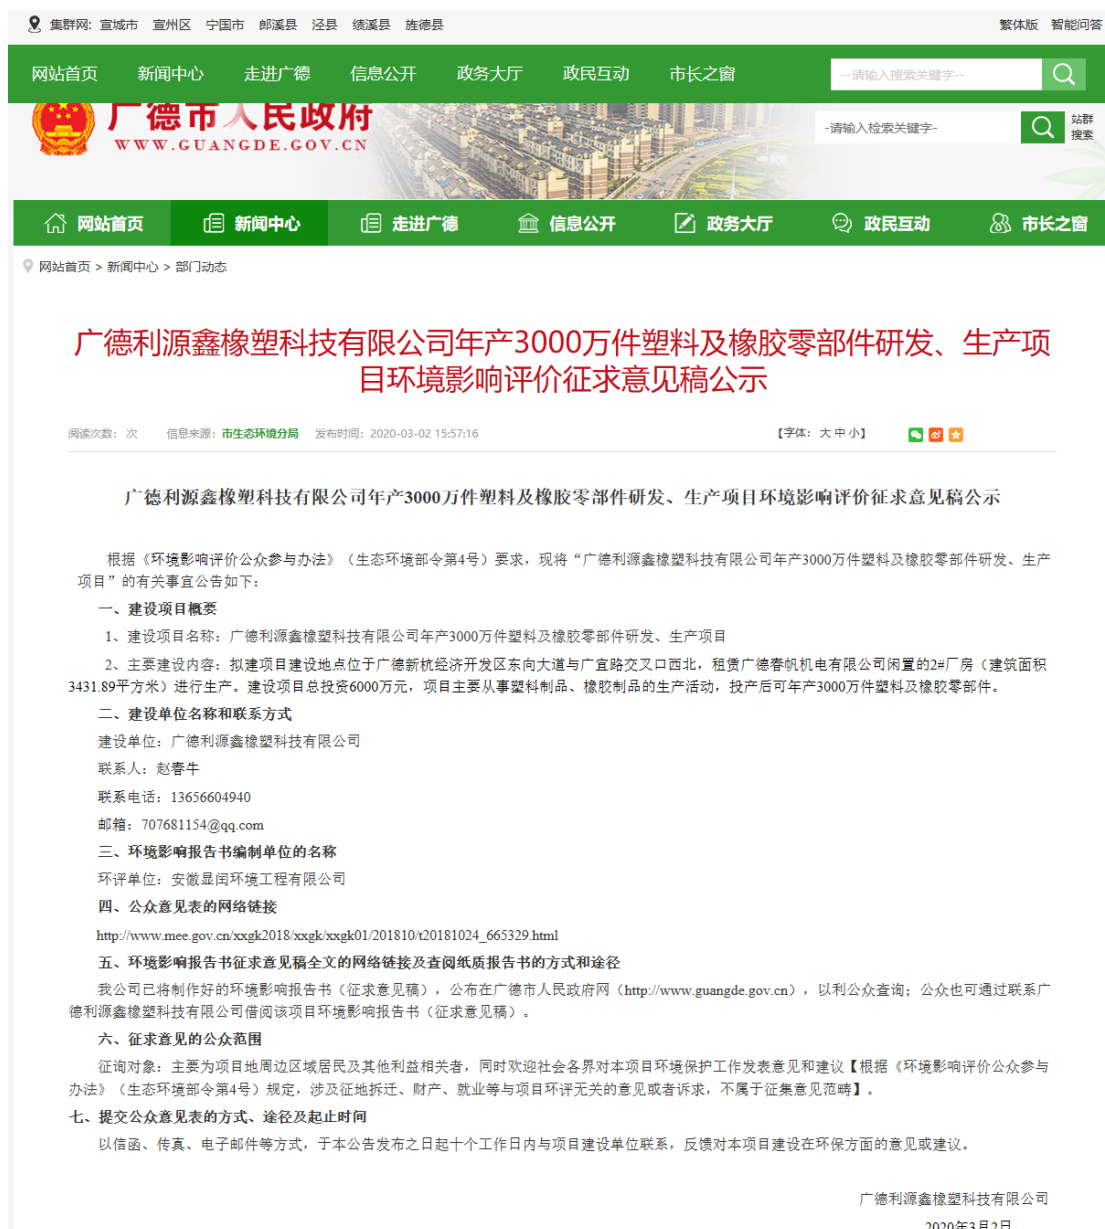 集群网: 宣城市 宣州区 宁国市 郎溪县 泾县 绩溪县 旌德县 繁体版 智能问答
网站首页 新闻中心 走进广德 信息公开 政务大厅 政民互动 市长之窗 --请输入搜索关键字--
广德市人民政府
WWW.GUANGDE.GOV.CN
-请输入检索关键字- 站群
搜索
网站首页 新闻中心 走进广德 信息公开 政务大厅 政民互动 市长之窗
网站首页 > 新闻中心 > 部门动态
广德利源鑫橡塑科技有限公司年产3000万件塑料及橡胶零部件研发、生产项
目环境影响评价征求意见稿公示
阅读次数: 次 信息来源: 市生态环境分局 发布时间: 2020-03-02 15:57:16 【字体: 大 中 小】
广德利源鑫橡塑科技有限公司年产3000万件塑料及橡胶零部件研发、生产项目环境影响评价征求意见稿公示
根据《环境影响评价公众参与办法》（生态环境部令第4号）要求，现将“广德利源鑫橡塑科技有限公司年产3000万件塑料及橡胶零部件研发、生产
项目”的有关事宜公告如下：
一、建设项目概要
1、建设项目名称：广德利源鑫橡塑科技有限公司年产3000万件塑料及橡胶零部件研发、生产项目
2、主要建设内容：拟建项目建设地点位于广德新杭经济开发区东向大道与广宜路交叉口西北，租赁广德春帆机电有限公司闲置的2#厂房（建筑面积
3431.89平方米）进行生产。建设项目总投资6000万元，项目主要从事塑料制品、橡胶制品的生产活动，投产后可年产3000万件塑料及橡胶零部件。
二、建设单位名称和联系方式
建设单位：广德利源鑫橡塑科技有限公司
联系人：赵春牛
联系电话：13656604940
邮箱：707681154@qq.com
三、环境影响报告书编制单位的名称
环评单位：安徽显闰环境工程有限公司
四、公众意见表的网络链接
http://www.mee.gov.cn/xxgk2018/xxgk/xxgk01/201810/t20181024_665329.html
五、环境影响报告书征求意见稿全文的网络链接及查阅纸质报告书的方式和途径
我公司已将制作好的环境影响报告书（征求意见稿），公布在广德市人民政府网（http://www.guangde.gov.cn），以利公众查询；公众也可通过联系广
德利源鑫橡塑科技有限公司借阅该项目环境影响报告书（征求意见稿）。
六、征求意见的公众范围
征询对象：主要为项目地周边区域居民及其他利益相关者，同时欢迎社会各界对本项目环境保护工作发表意见和建议【根据《环境影响评价公众参与
办法》（生态环境部令第4号）规定，涉及征地拆迁、财产、就业等与项目环评无关的意见或者诉求，不属于征集意见范畴】。
七、提交公众意见表的方式、途径及起止时间
以信函、传真、电子邮件等方式，于本公告发布之日起十个工作日内与项目建设单位联系，反馈对本项目建设在环保方面的意见或建议。
广德利源鑫橡塑科技有限公司
2020年3月2日